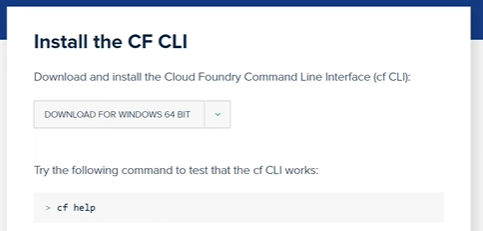 Install the CF CLI
Download and install the Cloud Foundry Command Line Interface (cf CLI):
DOWNLOAD FOR WINDOWS 64 BIT
Try the following command to test that the cf CLI works:
> cf help